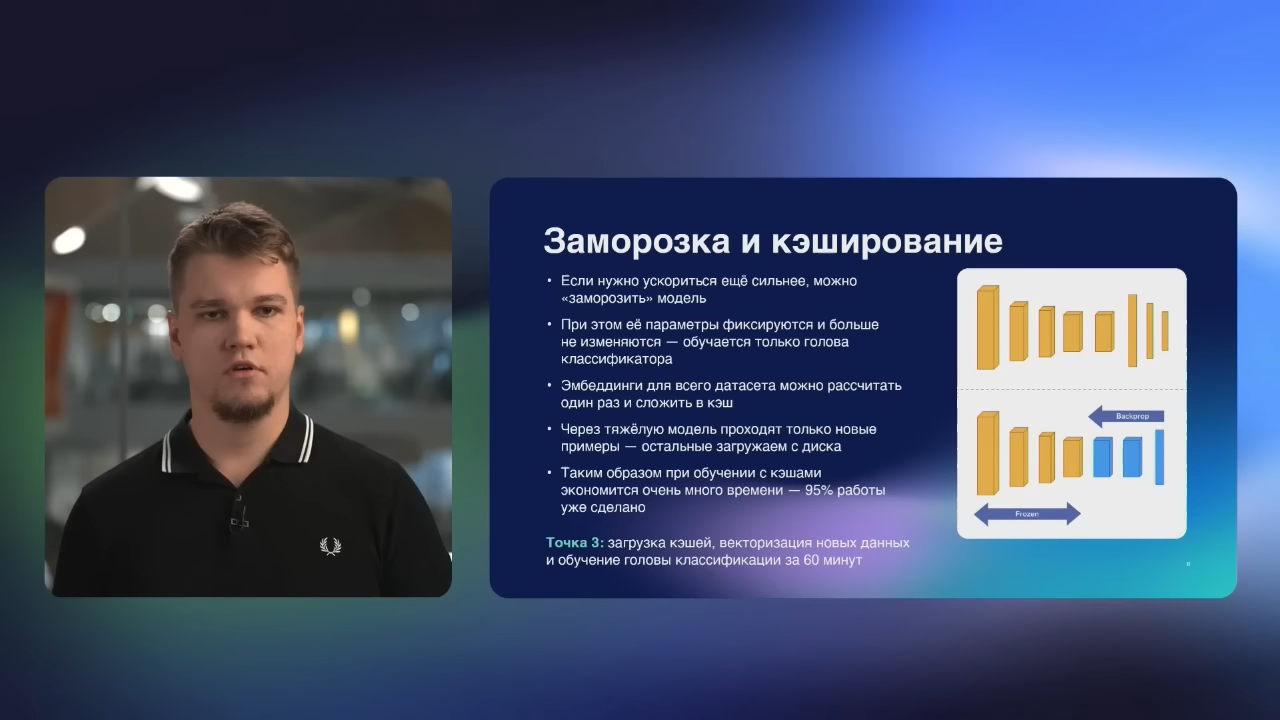 Заморозка и кэширование
• Если нужно ускориться ещё сильнее, можно
«заморозить» модель
• При этом её параметры фиксируются и больше
не изменяются — обучается только голова
классификатора
• Эмбеддинги для всего датасета можно рассчитать
один раз и сложить в кэш
• Через тяжёлую модель проходят только новые
примеры — остальные загружаем с диска
• Таким образом при обучении с кэшами
экономится очень много времени — 95% работы
уже сделано
Точка 3: загрузка кэшей, векторизация новых данных
и обучение головы классификации за 60 минут
Backprop
Frozen